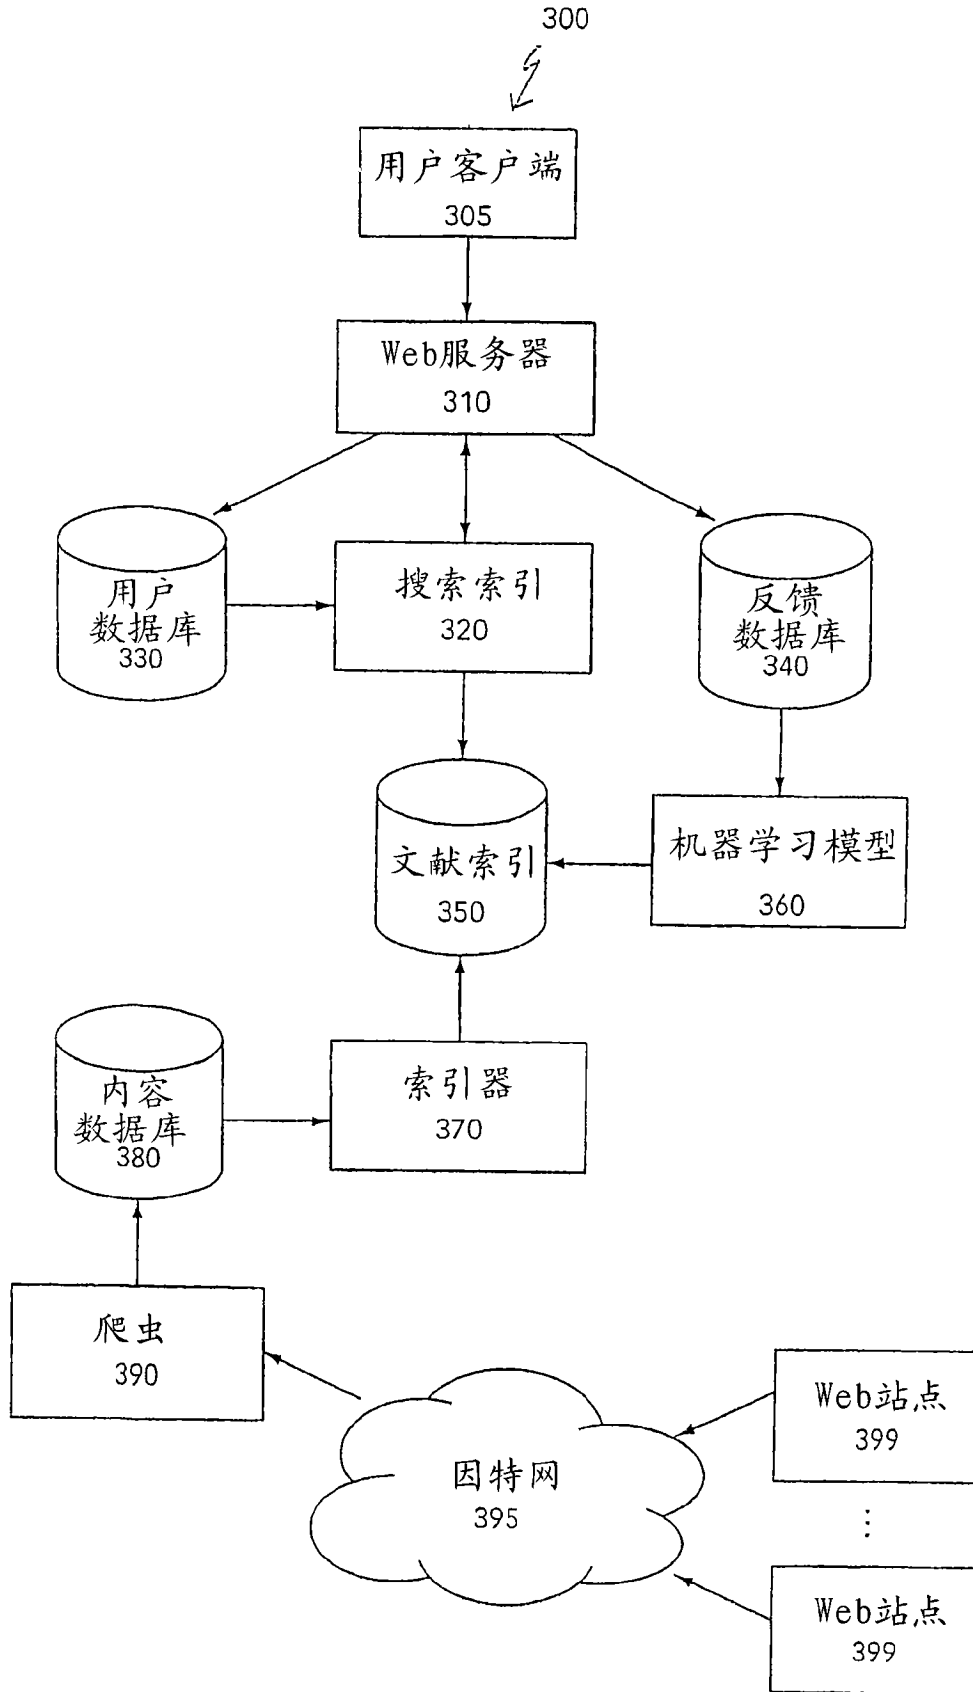 300
用户客户端
305
Web服务器
310
用户
数据库
330
搜索索引
320
反馈
数据库
340
文献索引
350
机器学习模型
360
内容
数据库
380
索引器
370
爬虫
390
因特网
395
Web站点
399
⋮
Web站点
399